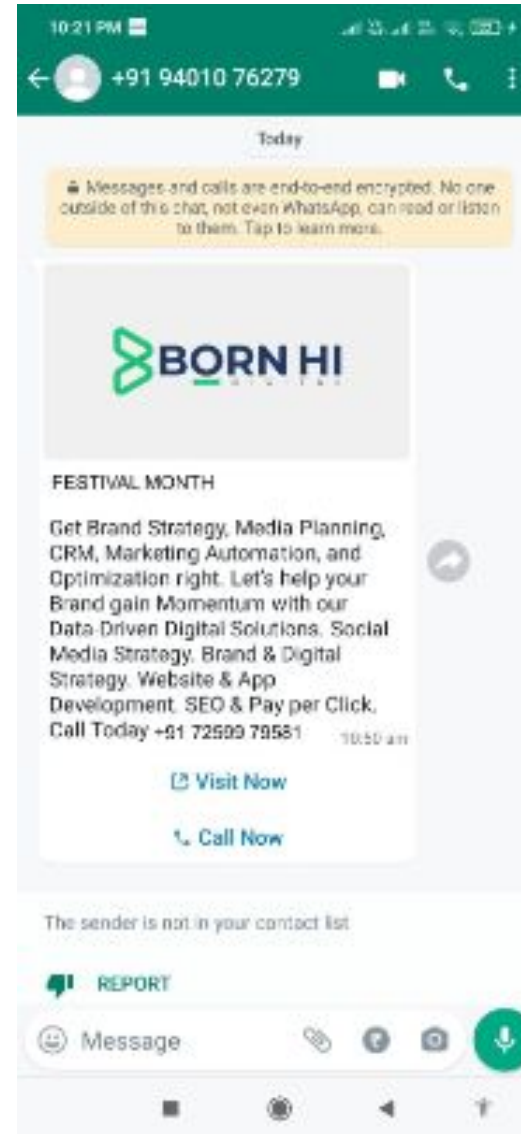 10:21 PM
+91 94010 76279
Today
Messages and calls are end-to-end encrypted. No one
outside of this chat, not even WhatsApp, can read or listen
to them. Tap to learn more.
BORN HI
DIGITAL
FESTIVAL MONTH
Get Brand Strategy, Media Planning,
CRM, Marketing Automation, and
Optimization right. Let's help your
Brand gain Momentum with our
Data-Driven Digital Solutions. Social
Media Strategy. Brand & Digital
Strategy. Website & App
Development. SEO & Pay per Click.
Call Today +91 72599 79581
10:50 am
Visit Now
Call Now
The sender is not in your contact list
REPORT
Message